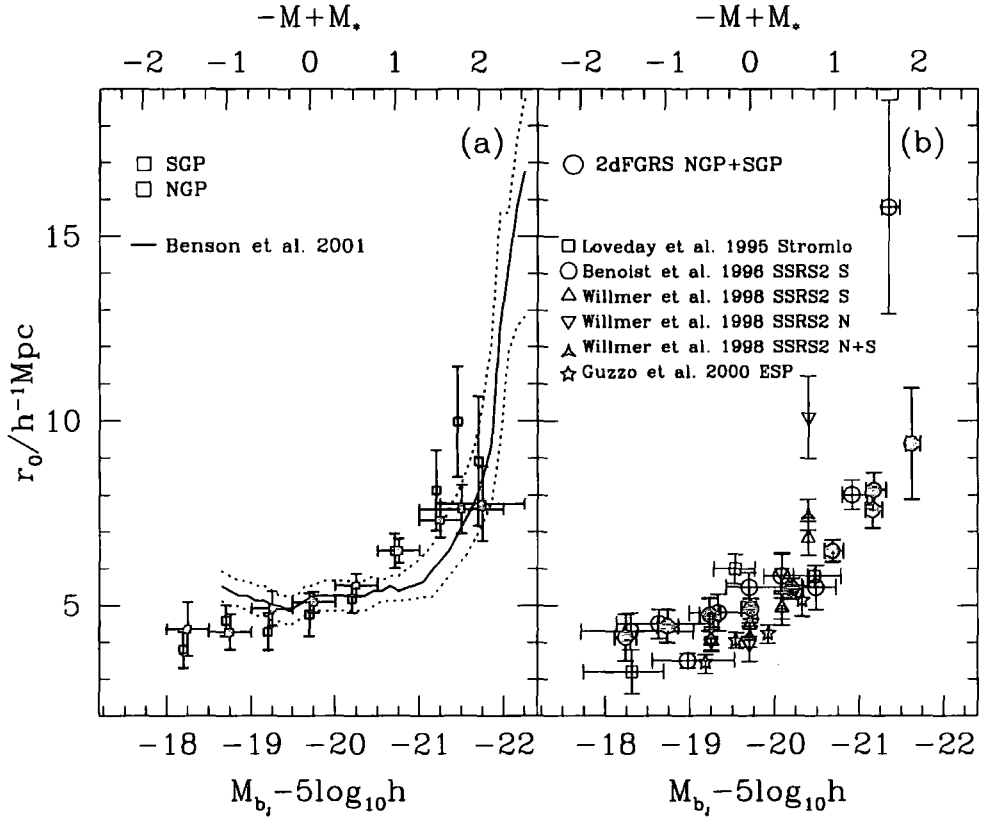 −M+M* −M+M*
−2 −1 0 1 2 −2 −1 0 1 2
(a) (b)
SGP
NGP
Benson et al. 2001
2dFGRS NGP+SGP
Loveday et al. 1995 Stromlo
Benoist et al. 1996 SSRS2 S
Willmer et al. 1998 SSRS2 S
Willmer et al. 1998 SSRS2 N
Willmer et al. 1998 SSRS2 N+S
Guzzo et al. 2000 ESP
15
10
5
r₀/h⁻¹Mpc
−18 −19 −20 −21 −22 −18 −19 −20 −21 −22
M_bJ−5log₁₀h M_bJ−5log₁₀h